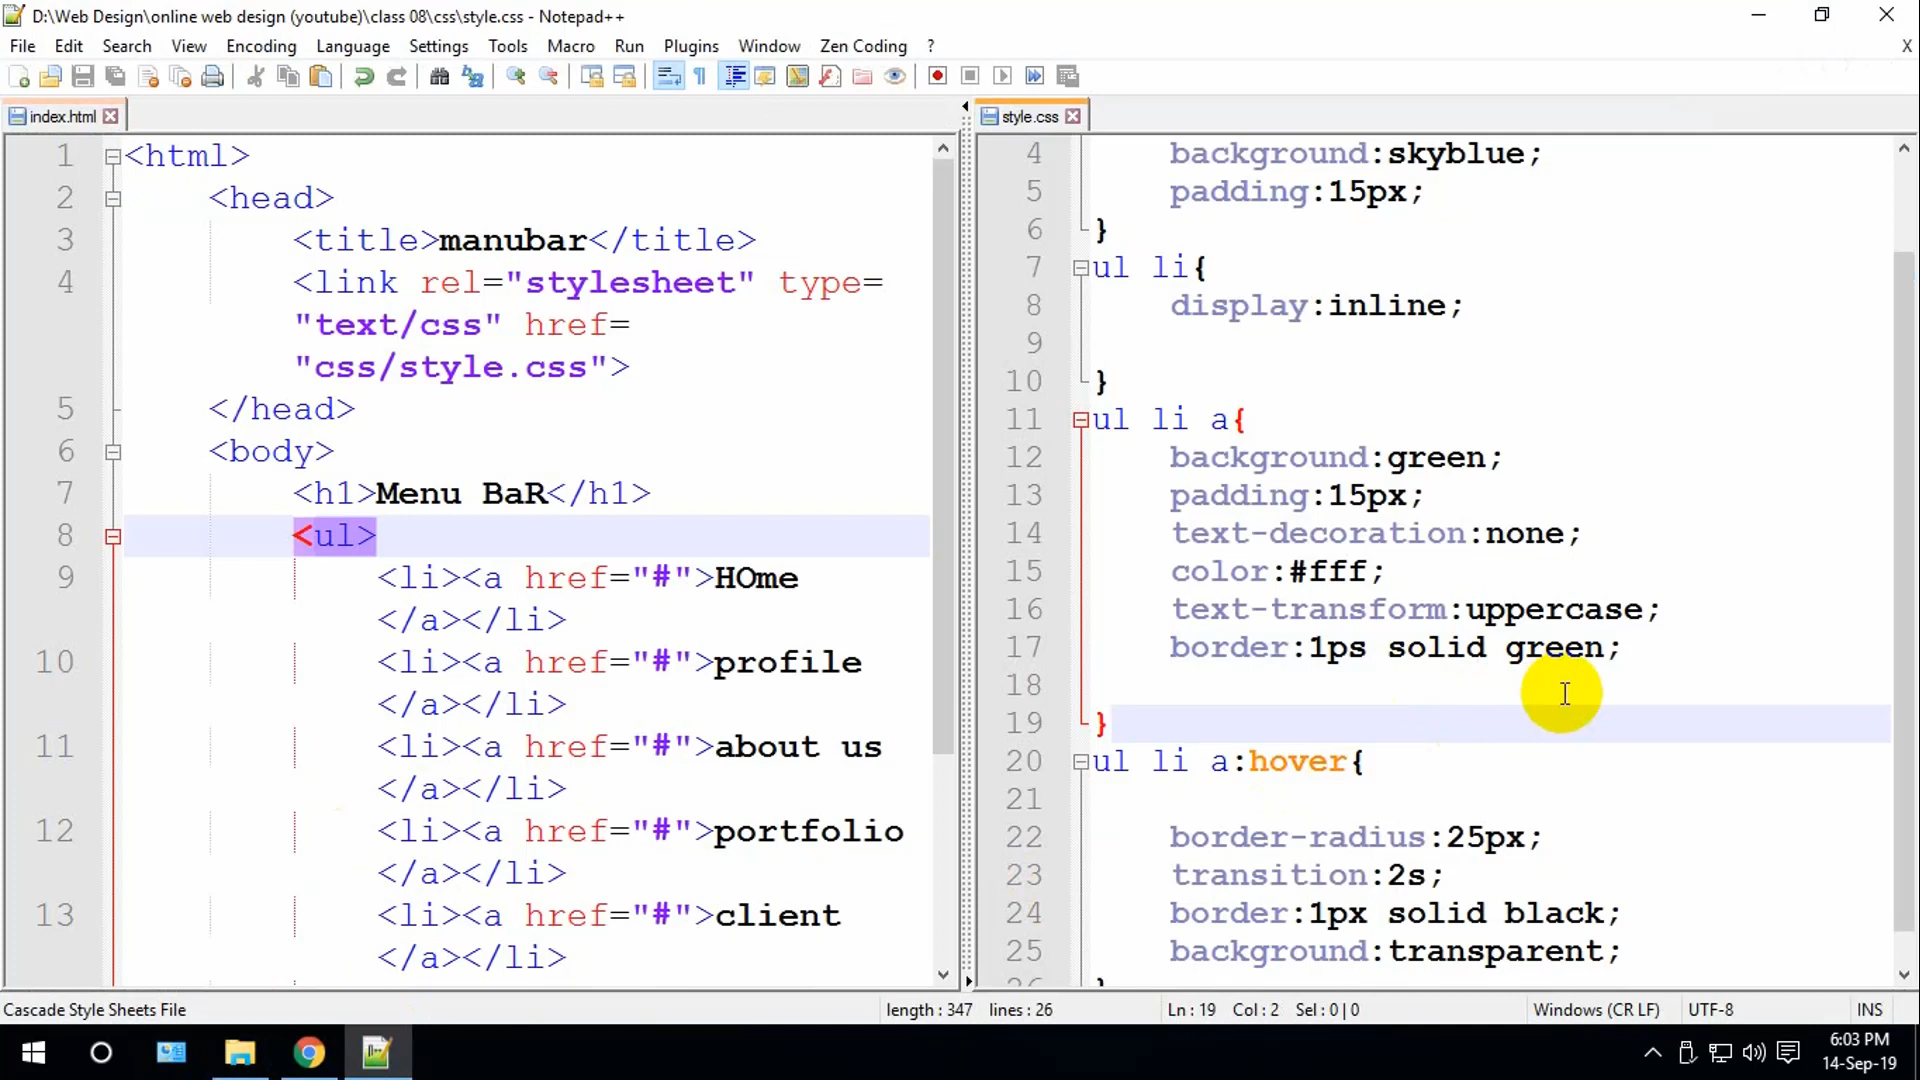 D:\Web Design\online web design (youtube)\class 08\css\style.css - Notepad++
File Edit Search View Encoding Language Settings Tools Macro Run Plugins Window Zen Coding ? X
index.html
1 <html>
2 <head>
3 <title>manubar</title>
4 <link rel="stylesheet" type=
"text/css" href=
"css/style.css">
5 </head>
6 <body>
7 <h1>Menu BaR</h1>
8 <ul>
9 <li><a href="#">HOme
</a></li>
10 <li><a href="#">profile
</a></li>
11 <li><a href="#">about us
</a></li>
12 <li><a href="#">portfolio
</a></li>
13 <li><a href="#">client
</a></li>
style.css
4 background:skyblue;
5 padding:15px;
6 }
7 ul li{
8 display:inline;
9
10 }
11 ul li a{
12 background:green;
13 padding:15px;
14 text-decoration:none;
15 color:#fff;
16 text-transform:uppercase;
17 border:1ps solid green;
18
19 }
20 ul li a:hover{
21
22 border-radius:25px;
23 transition:2s;
24 border:1px solid black;
25 background:transparent;
26 }
Cascade Style Sheets File length : 347 lines : 26 Ln : 19 Col : 2 Sel : 0 | 0 Windows (CR LF) UTF-8 INS
6:03 PM
14-Sep-19